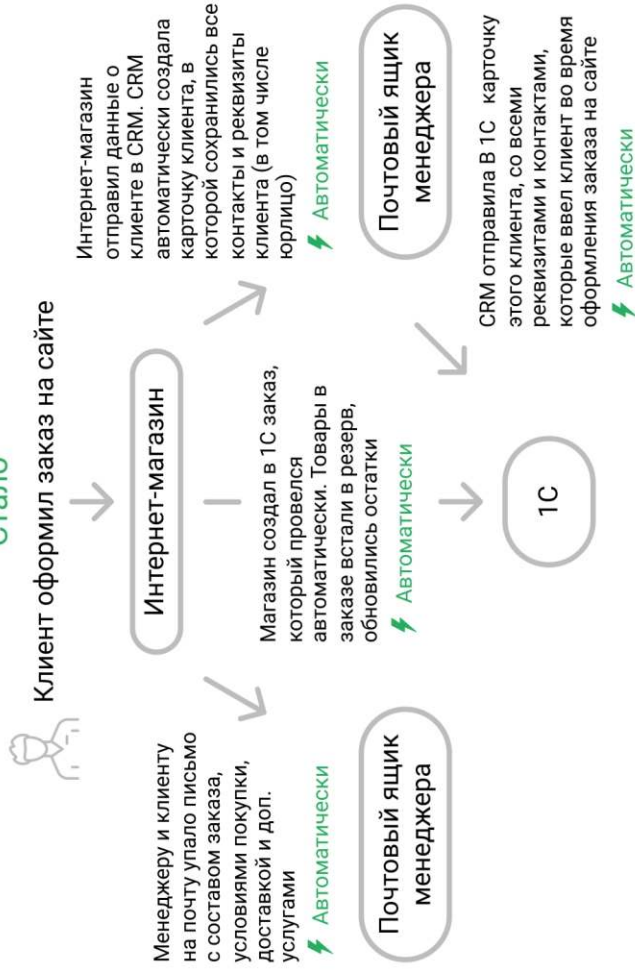 Стало
Клиент оформил заказ на сайте
Интернет-магазин
Менеджеру и клиенту
на почту упало письмо
с составом заказа,
условиями покупки,
доставкой и доп.
услугами
Автоматически
Почтовый ящик
менеджера
Магазин создал в 1С заказ,
который провелся
автоматически. Товары в
заказе встали в резерв,
обновились остатки
Автоматически
1С
Интернет-магазин
отправил данные о
клиенте в CRM. CRM
автоматически создала
карточку клиента, в
которой сохранились все
контакты и реквизиты
клиента (в том числе
юрлицо)
Автоматически
Почтовый ящик
менеджера
CRM отправила В 1С карточку
этого клиента, со всеми
реквизитами и контактами,
которые ввел клиент во время
оформления заказа на сайте
Автоматически